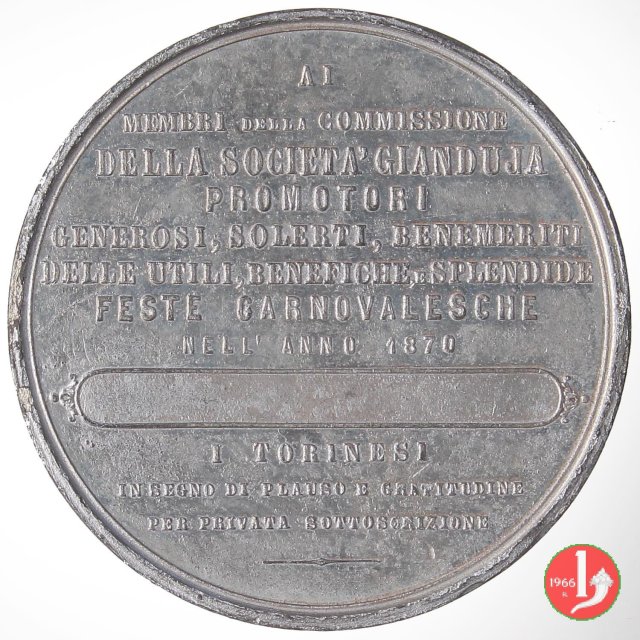 AI
MEMBRI DELLA COMMISSIONE
DELLA SOCIETA' GIANDUJA
PROMOTORI
GENEROSI, SOLERTI, BENEMERITI
DELLE UTILI, BENEFICHE, E SPLENDIDE
FESTE CARNOVALESCHE
NELL' ANNO 1870
I TORINESI
IN SEGNO DI PLAUSO E GRATITUDINE
PER PRIVATA SOTTOSCRIZIONE
1966
R.